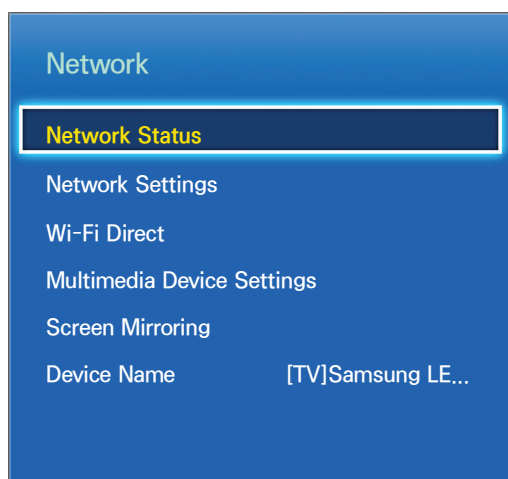 Network
Network Status
Network Settings
Wi-Fi Direct
Multimedia Device Settings
Screen Mirroring
Device Name [TV]Samsung LE...